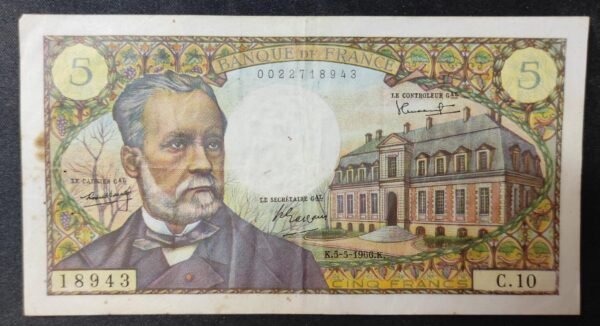 5
BANQUE DE FRANCE
5
0022718943
LE CONTROLEUR GAL
LE CAISSIER GAL
LE SECRÉTAIRE GAL
K.5-5-1966.K.
18943
C.10
CINQ FRANCS